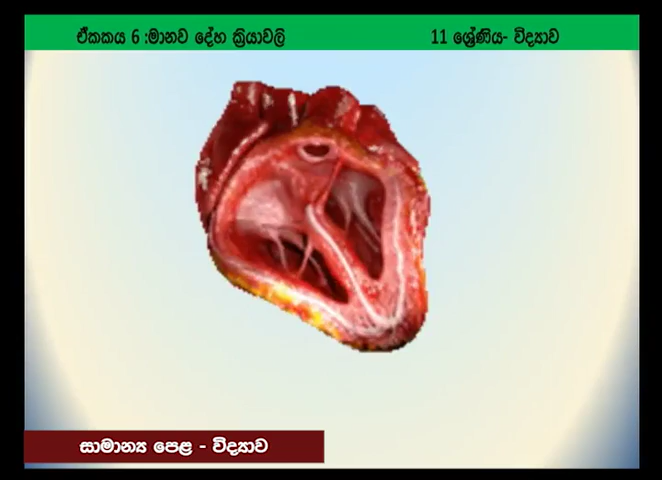 ඒකකය 6 :මානව දේහ ක්‍රියාවලි
11 ශ්‍රේණිය- විද්‍යාව
සාමාන්‍ය පෙළ - විද්‍යාව